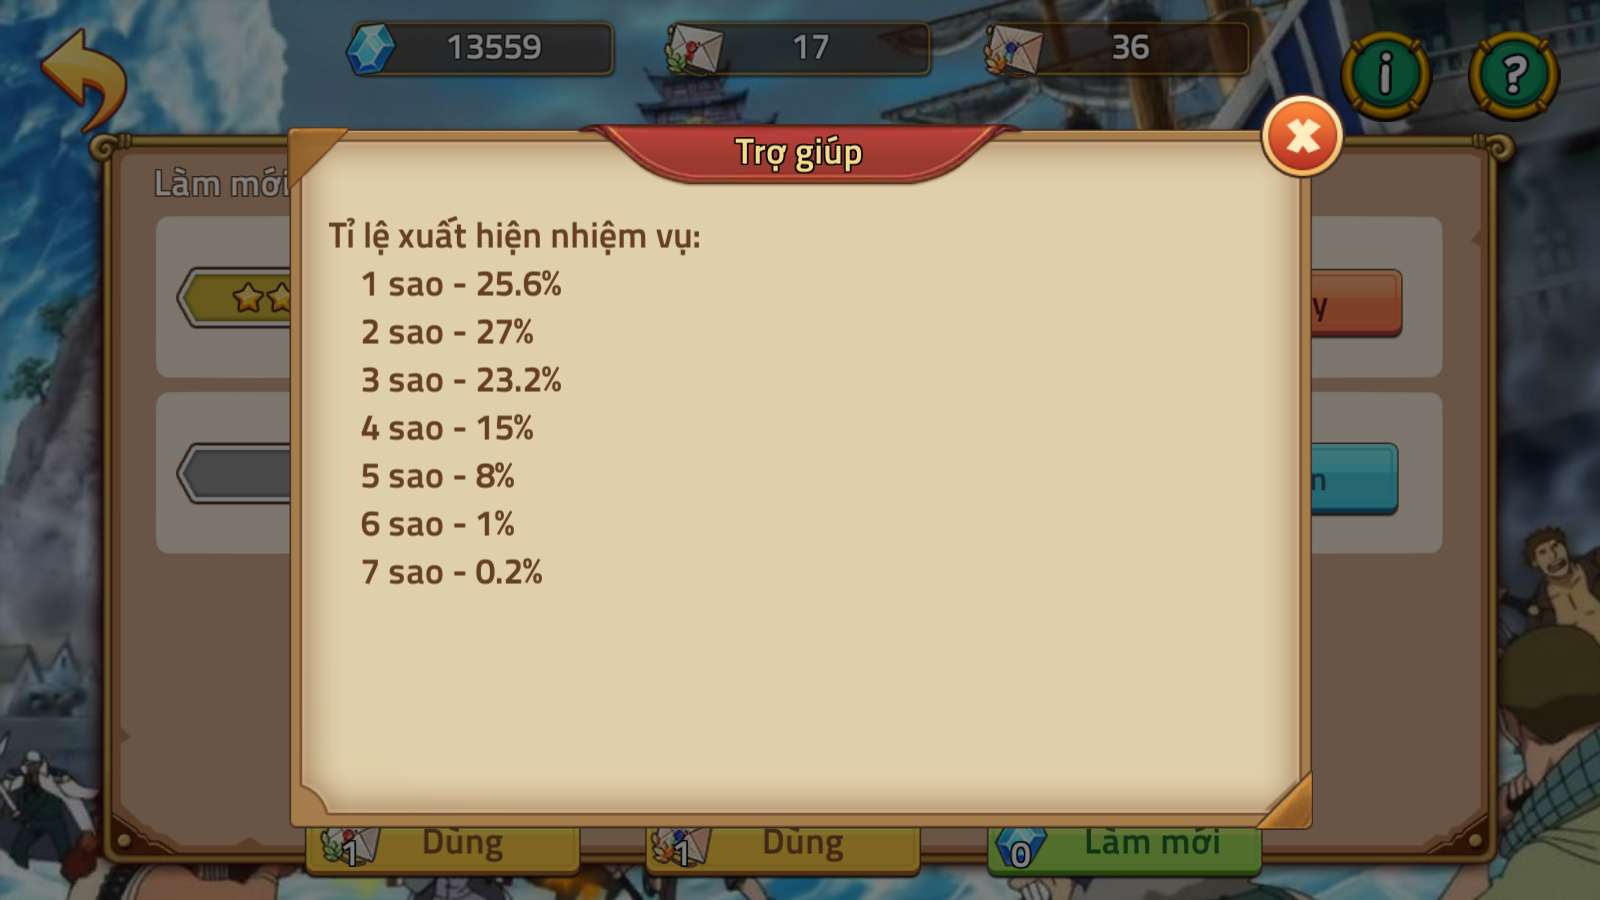 13559
17
36
i
?
Trợ giúp
Làm mới
Tỉ lệ xuất hiện nhiệm vụ:
1 sao - 25.6%
2 sao - 27%
3 sao - 23.2%
4 sao - 15%
5 sao - 8%
6 sao - 1%
7 sao - 0.2%
y
n
1 Dùng
1 Dùng
0 Làm mới